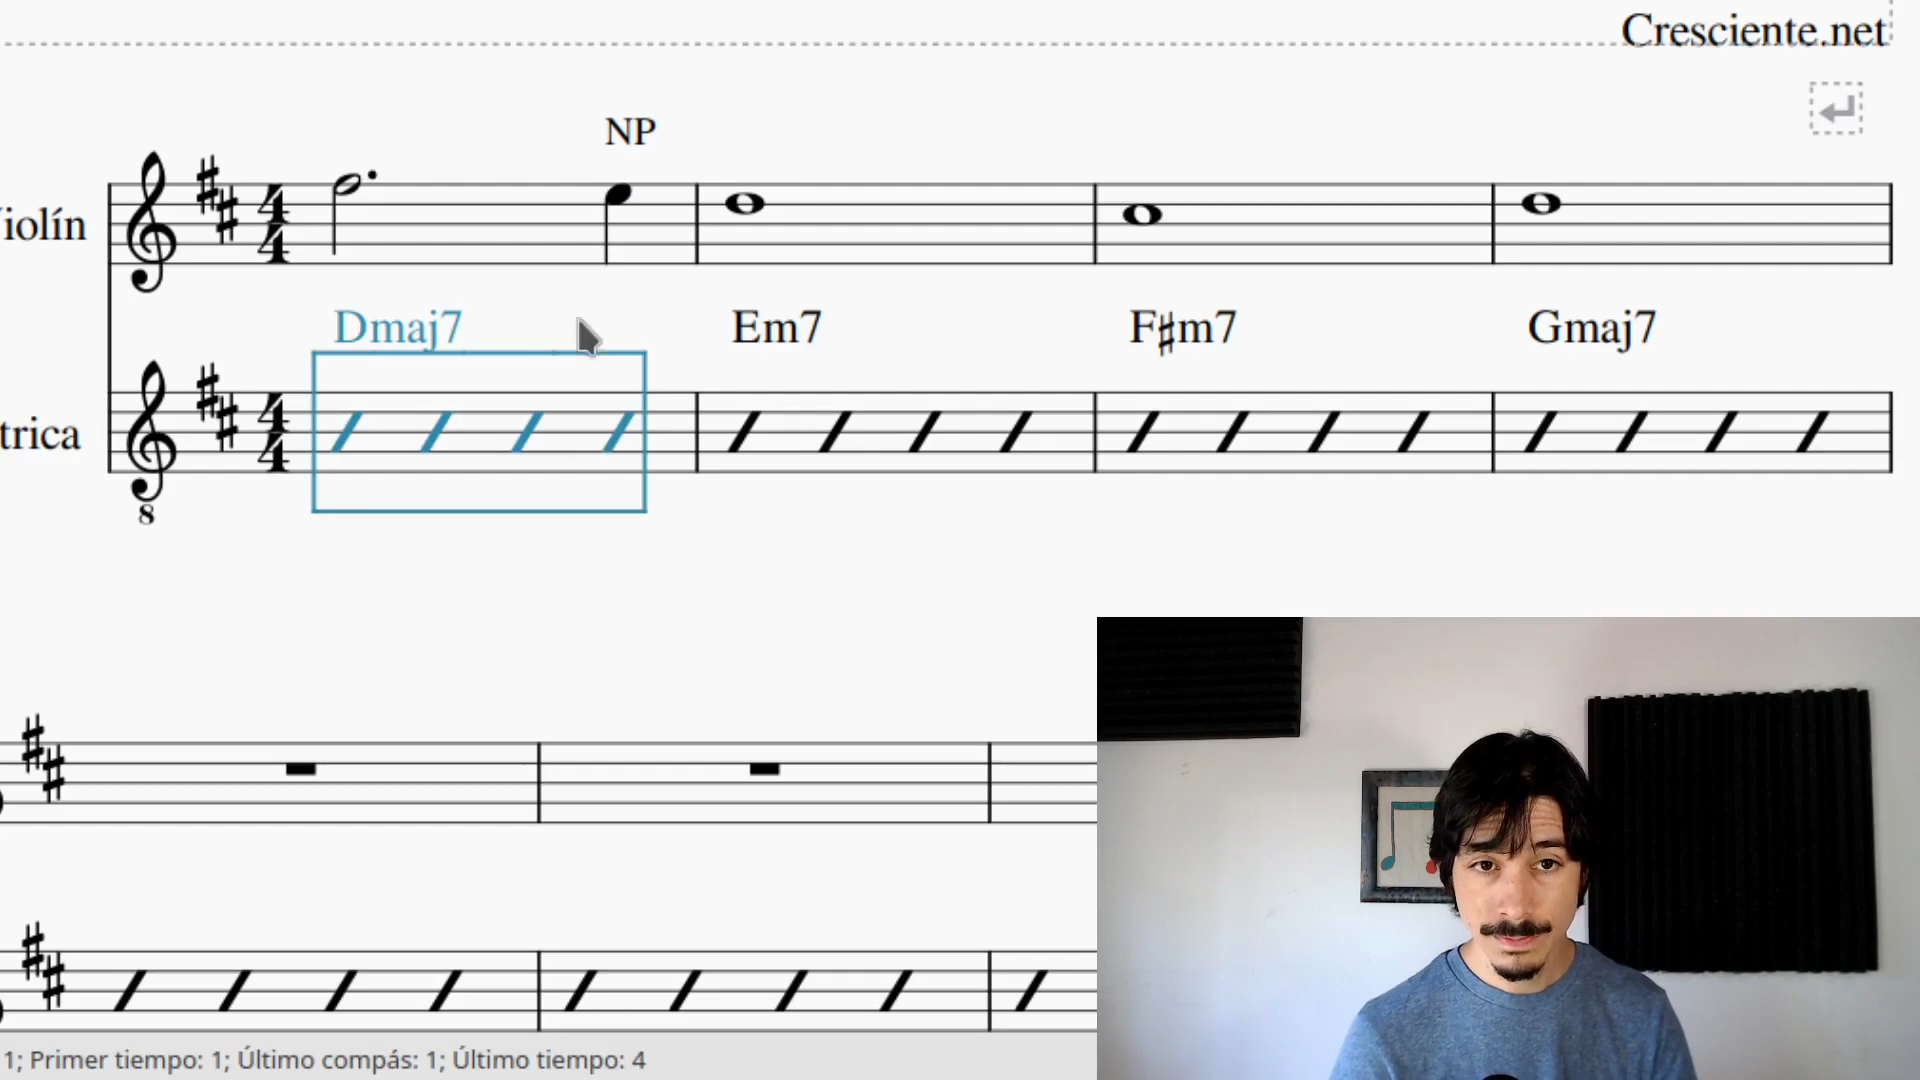 Cresciente.net
NP
iolín
Dmaj7 Em7 F♯m7 Gmaj7
trica
8
1; Primer tiempo: 1; Último compás: 1; Último tiempo: 4